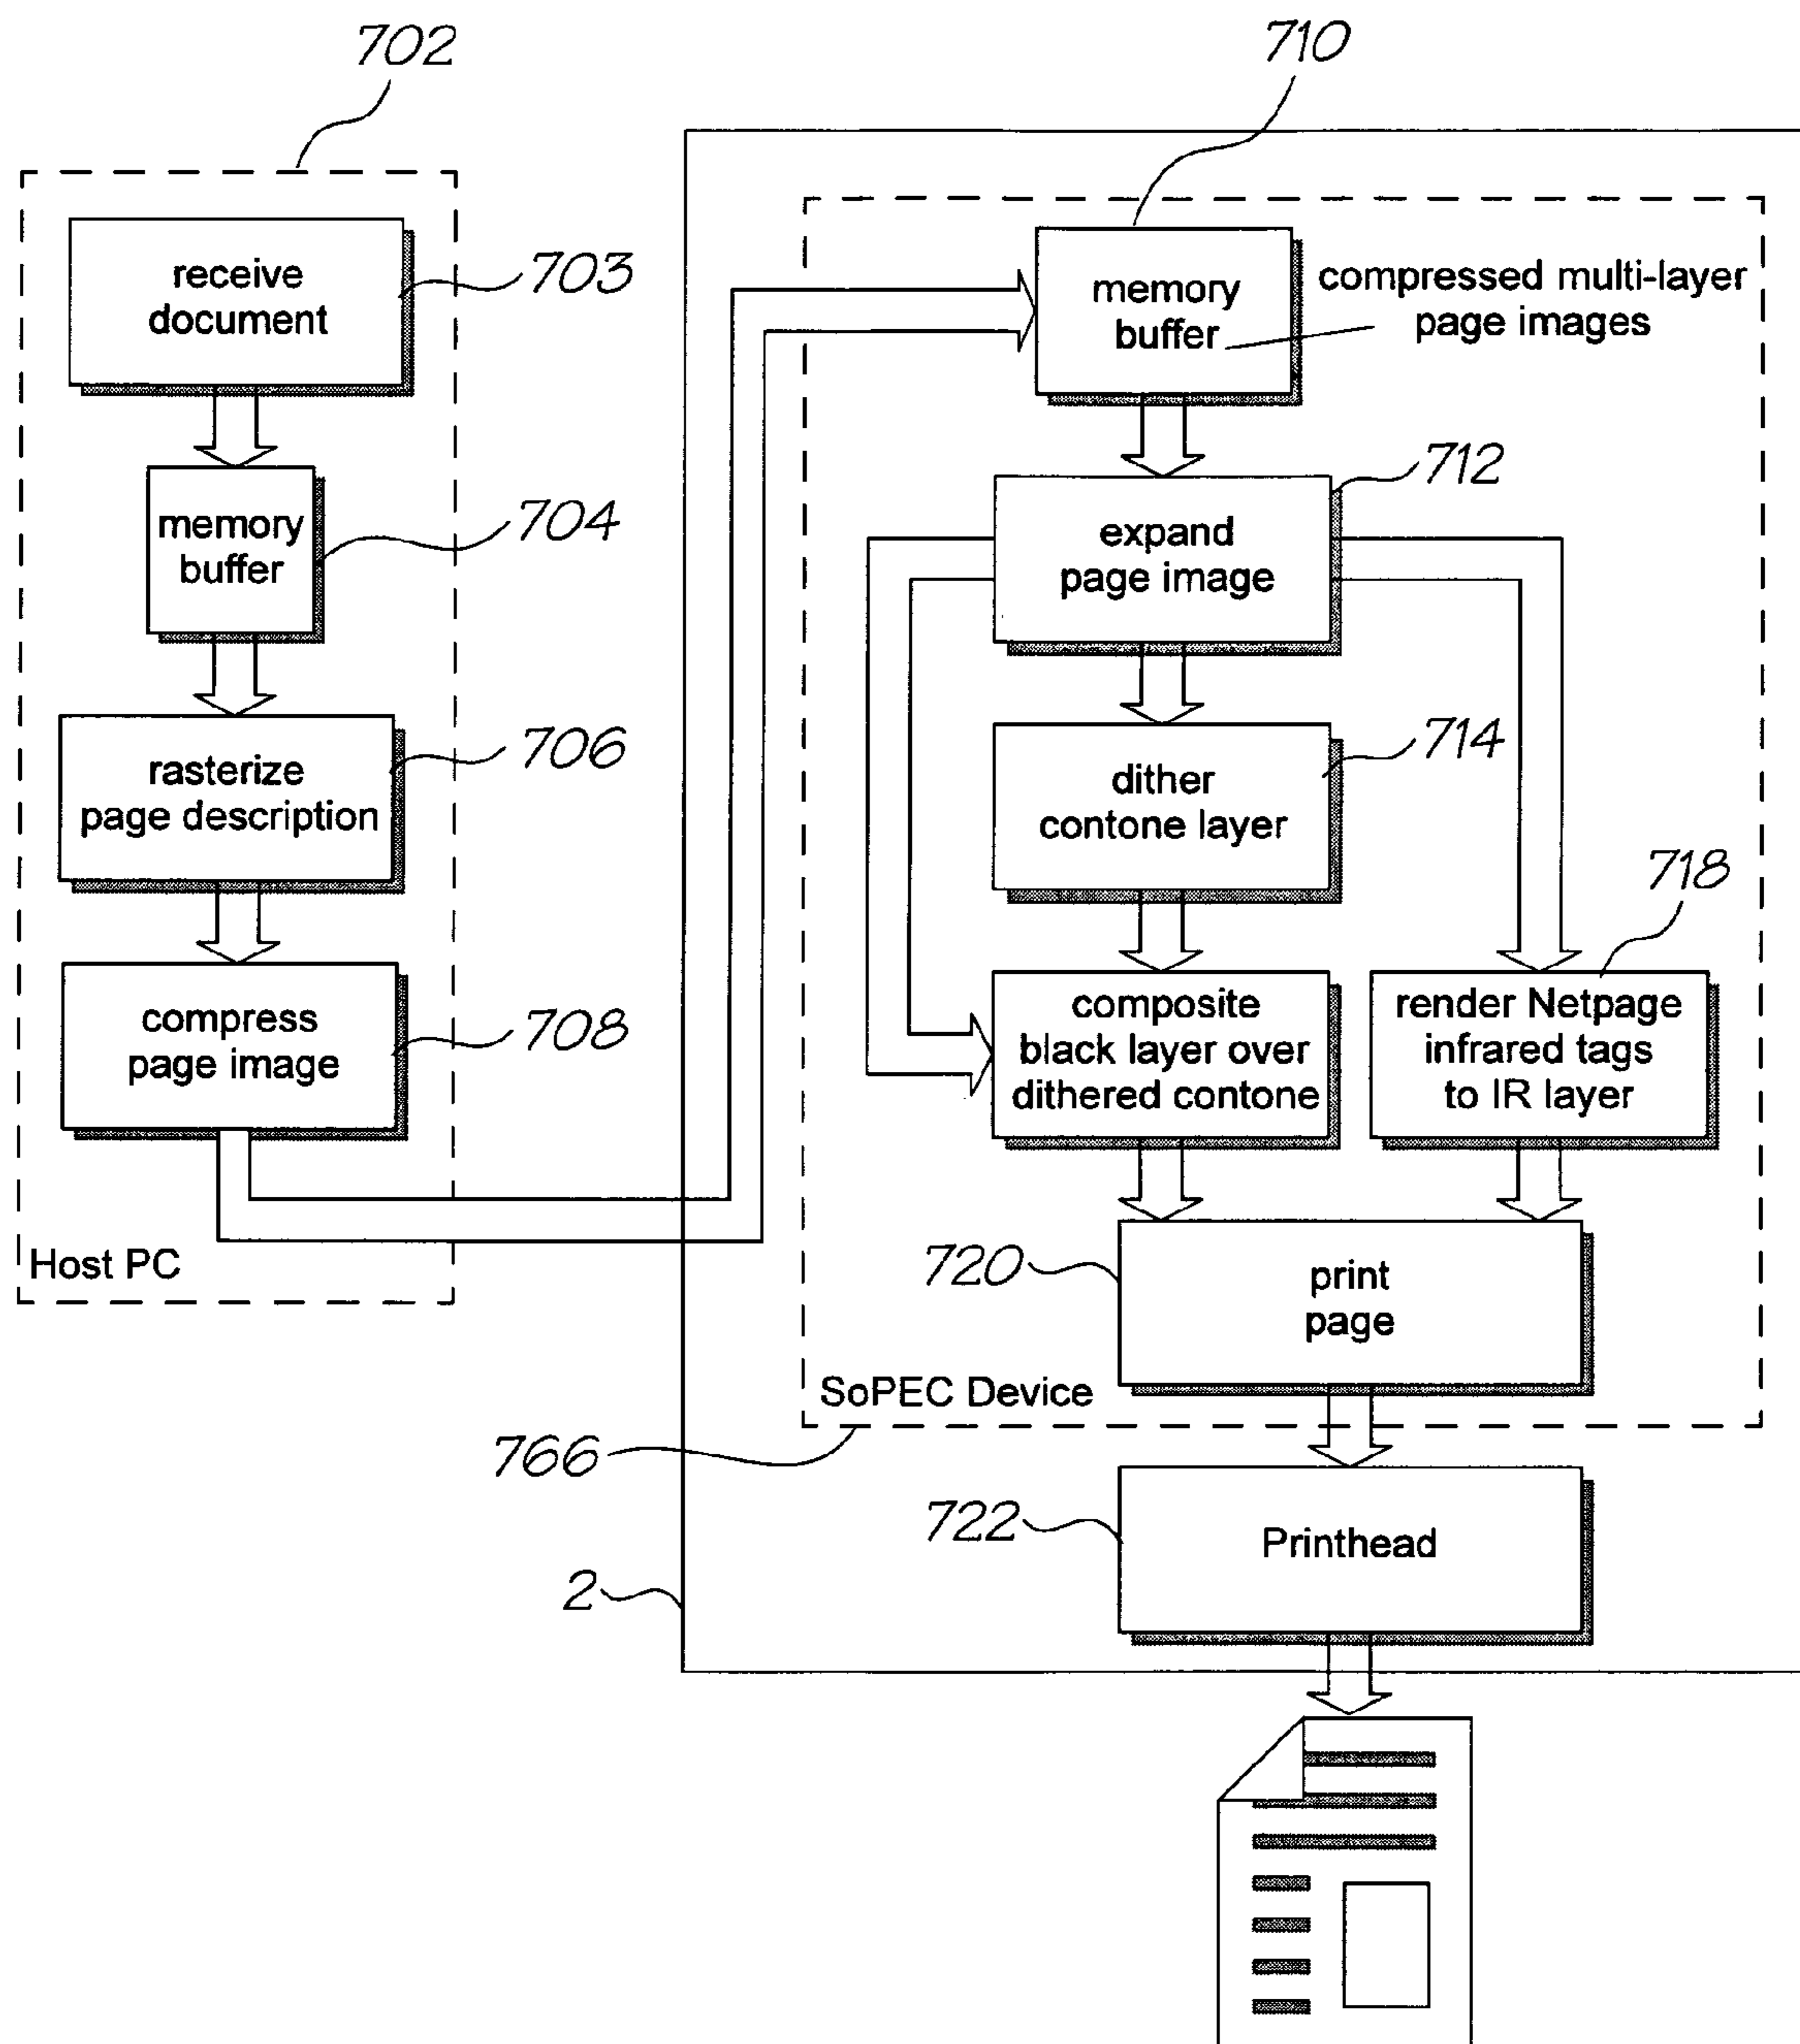 702
710
receive
document
703
memory
buffer
compressed multi-layer
page images
memory
buffer
704
expand
page image
712
rasterize
page description
706
dither
contone layer
714
718
compress
page image
708
composite
black layer over
dithered contone
render Netpage
infrared tags
to IR layer
Host PC
720
print
page
SoPEC Device
766
722
Printhead
2